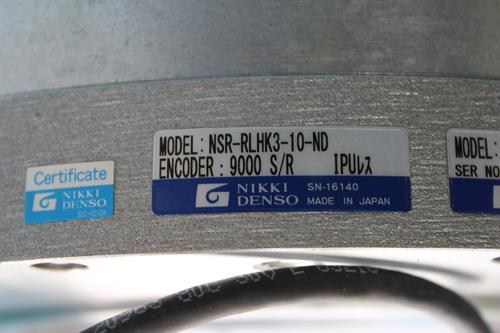 Certificate
NIKKI
DENSO
MODEL: NSR-RLHK3-10-ND
ENCODER: 9000 S/R 1PUレス
NIKKI
DENSO
SN-16140
MADE IN JAPAN
MODEL:
SER NO